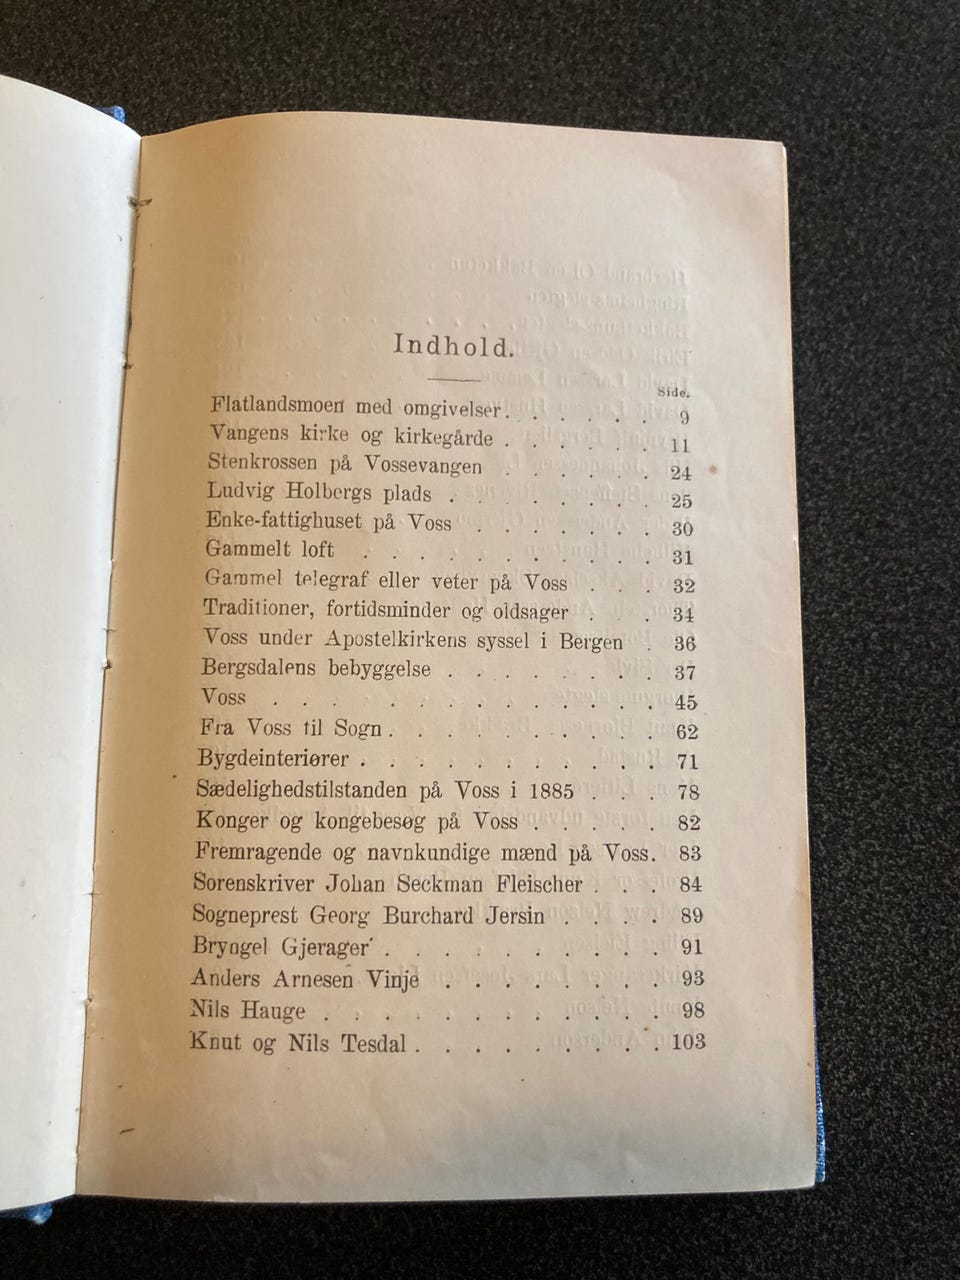 Indhold.
Side.
Flatlandsmoen med omgivelser. . . . . . 9
Vangens kirke og kirkegårde . . . . . . 11
Stenkrossen på Vossevangen . . . . . . 24
Ludvig Holbergs plads . . . . . . . . 25
Enke-fattighuset på Voss . . . . . . . 30
Gammelt loft . . . . . . . . . . . 31
Gammel telegraf eller veter på Voss . . . 32
Traditioner, fortidsminder og oldsager . . . 34
Voss under Apostelkirkens syssel i Bergen . 36
Bergsdalens bebyggelse . . . . . . . . 37
Voss . . . . . . . . . . . . . 45
Fra Voss til Sogn . . . . . . . . . . 62
Bygdeinteriører . . . . . . . . . . . 71
Sædelighedstilstanden på Voss i 1885 . . . 78
Konger og kongebesøg på Voss . . . . . 82
Fremragende og navnkundige mænd på Voss. 83
Sorenskriver Johan Seckman Fleischer . . . 84
Sogneprest Georg Burchard Jersin . . . . 89
Bryngel Gjerager . . . . . . . . . . 91
Anders Arnesen Vinje . . . . . . . . 93
Nils Hauge . . . . . . . . . . . . 98
Knut og Nils Tesdal . . . . . . . . . 103